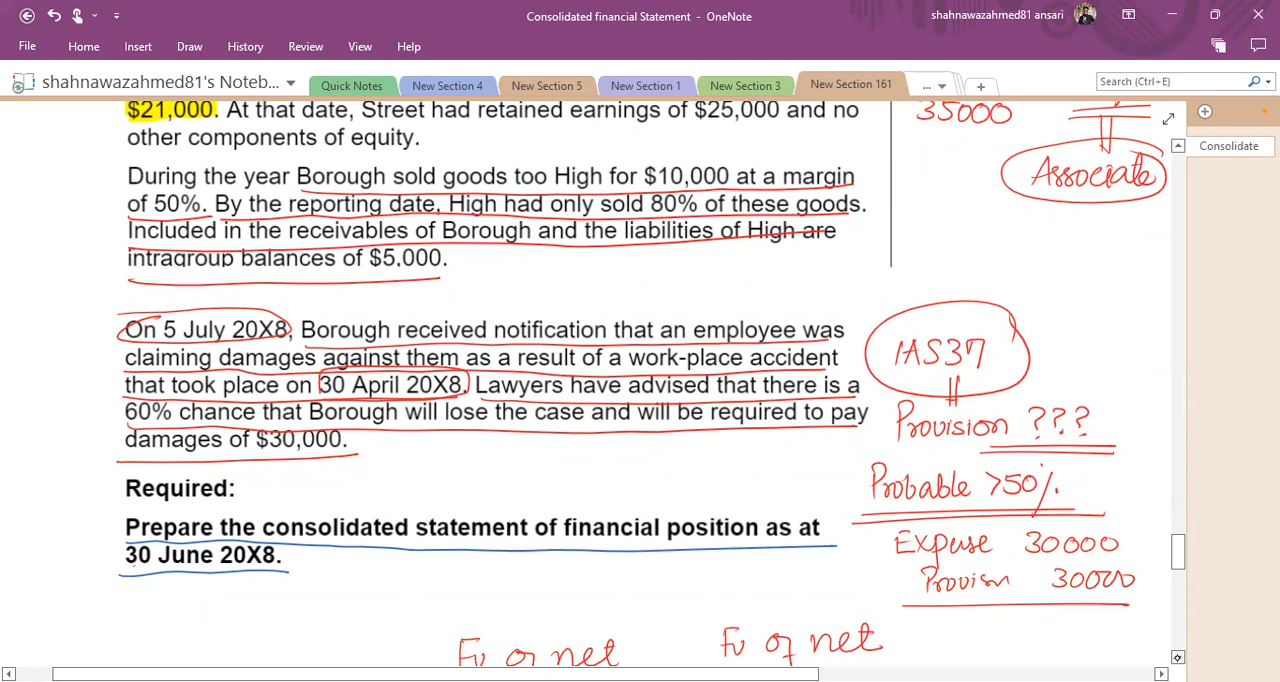 Consolidated financial Statement - OneNote
shahnawazahmed81 ansari
File Home Insert Draw History Review View Help
shahnawazahmed81's Noteb...
Quick Notes
New Section 4
New Section 5
New Section 1
New Section 3
New Section 161
...
Search (Ctrl+E)
Consolidate
$21,000. At that date, Street had retained earnings of $25,000 and no
other components of equity.
35000
Associate
During the year Borough sold goods too High for $10,000 at a margin
of 50%. By the reporting date, High had only sold 80% of these goods.
Included in the receivables of Borough and the liabilities of High are
intragroup balances of $5,000.
On 5 July 20X8, Borough received notification that an employee was
claiming damages against them as a result of a work-place accident
that took place on 30 April 20X8. Lawyers have advised that there is a
60% chance that Borough will lose the case and will be required to pay
damages of $30,000.
IAS37
Provision ???
Probable >50%.
Expense 30000
Provision 30000
Required:
Prepare the consolidated statement of financial position as at
30 June 20X8.
Fv or net
Fv of net